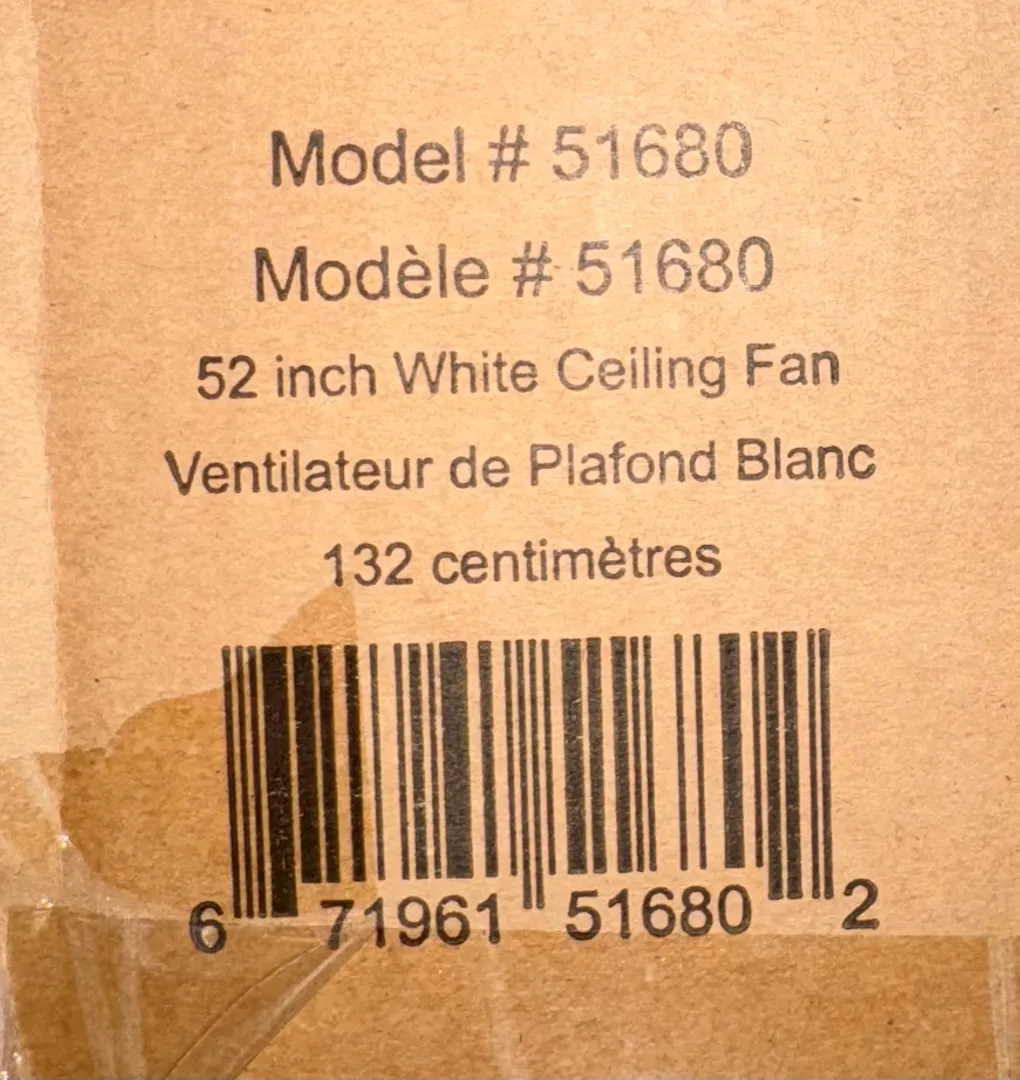 Model # 51680
Modèle # 51680
52 inch White Ceiling Fan
Ventilateur de Plafond Blanc
132 centimètres
6 71961 51680 2